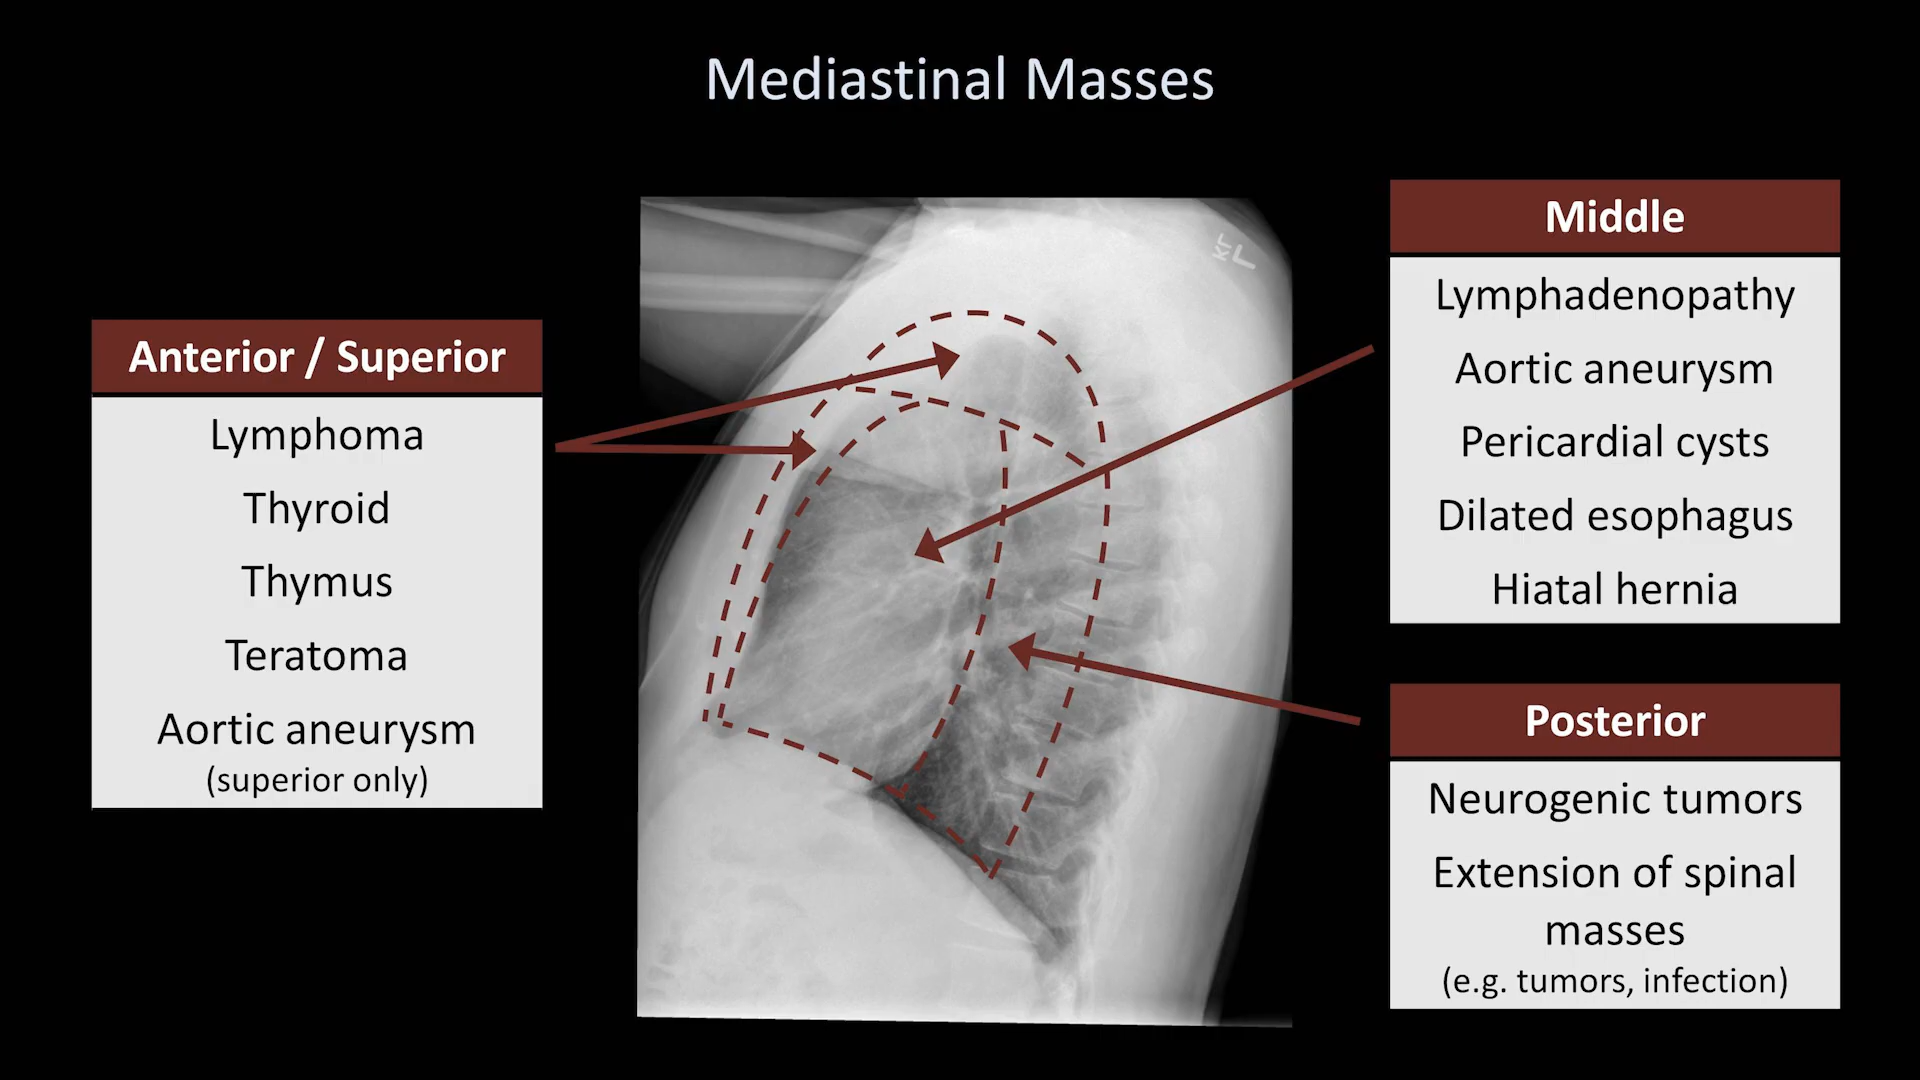 Mediastinal Masses
Anterior / Superior
Lymphoma
Thyroid
Thymus
Teratoma
Aortic aneurysm
(superior only)
KL
L
Middle
Lymphadenopathy
Aortic aneurysm
Pericardial cysts
Dilated esophagus
Hiatal hernia
Posterior
Neurogenic tumors
Extension of spinal
masses
(e.g. tumors, infection)